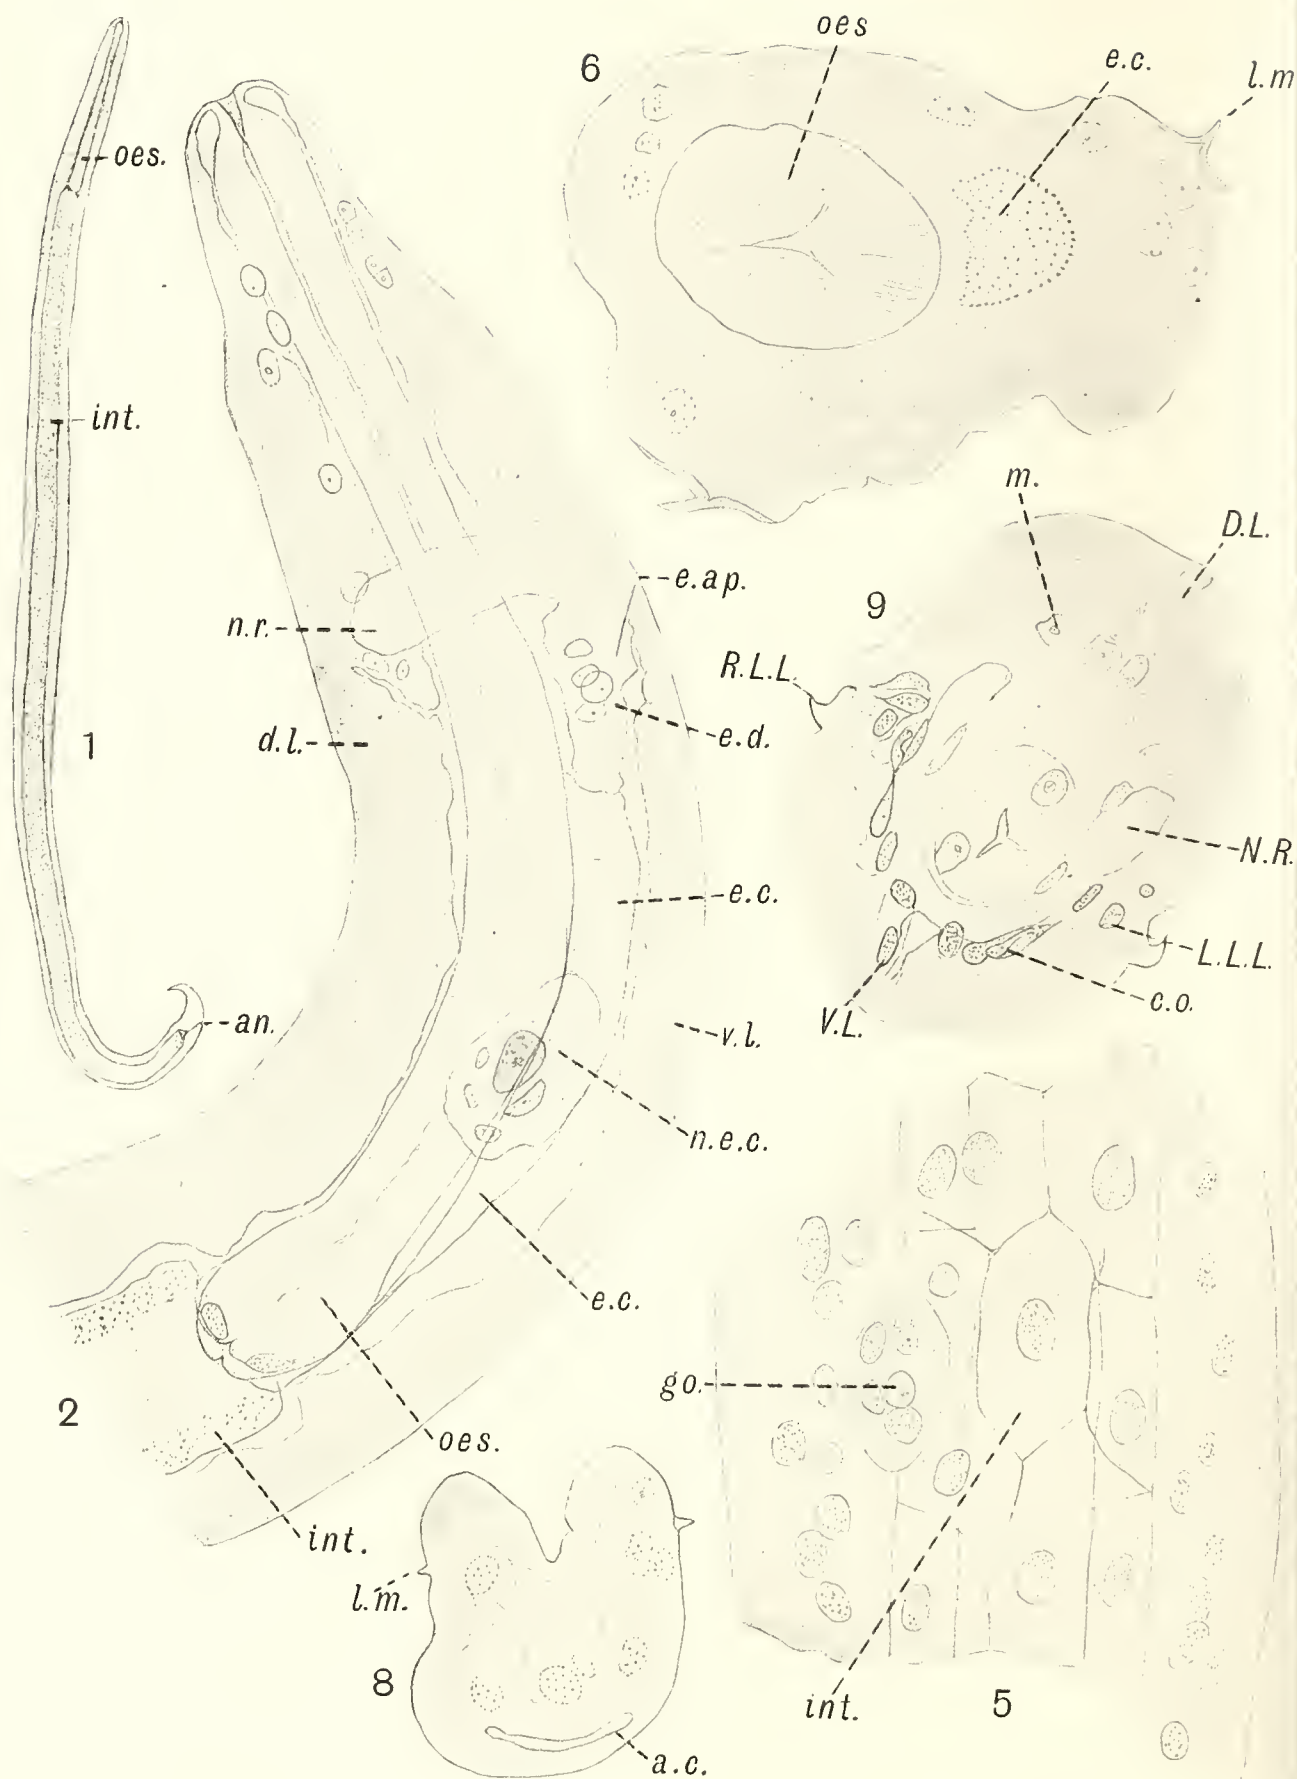 oes.
int.
1
an.
n.r.
d.l.
e.ap.
e.d.
e.c.
v.l.
n.e.c.
e.c.
oes.
int.
2
6
oes
e.c.
l.m
9
m.
D.L.
R.L.L.
N.R.
L.L.L.
c.o.
V.L.
go.
int.
5
l.m.
8
a.c.